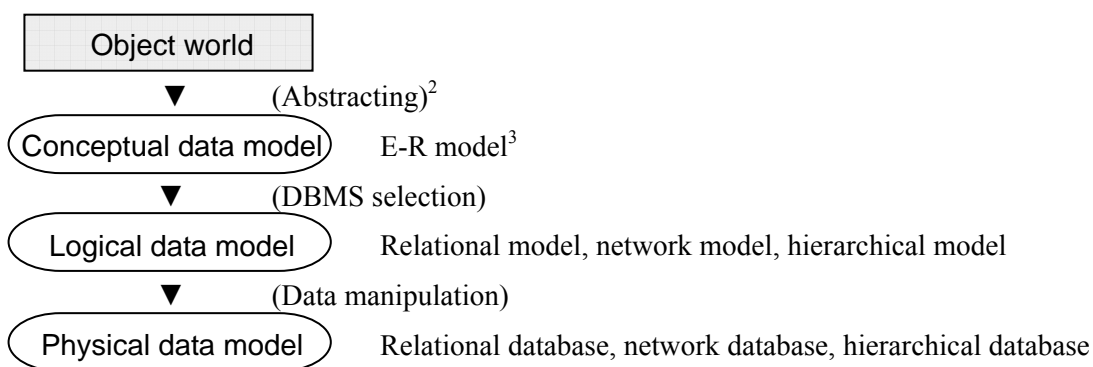 Object world
▼ (Abstracting)²
Conceptual data model E-R model³
▼ (DBMS selection)
Logical data model Relational model, network model, hierarchical model
▼ (Data manipulation)
Physical data model Relational database, network database, hierarchical database